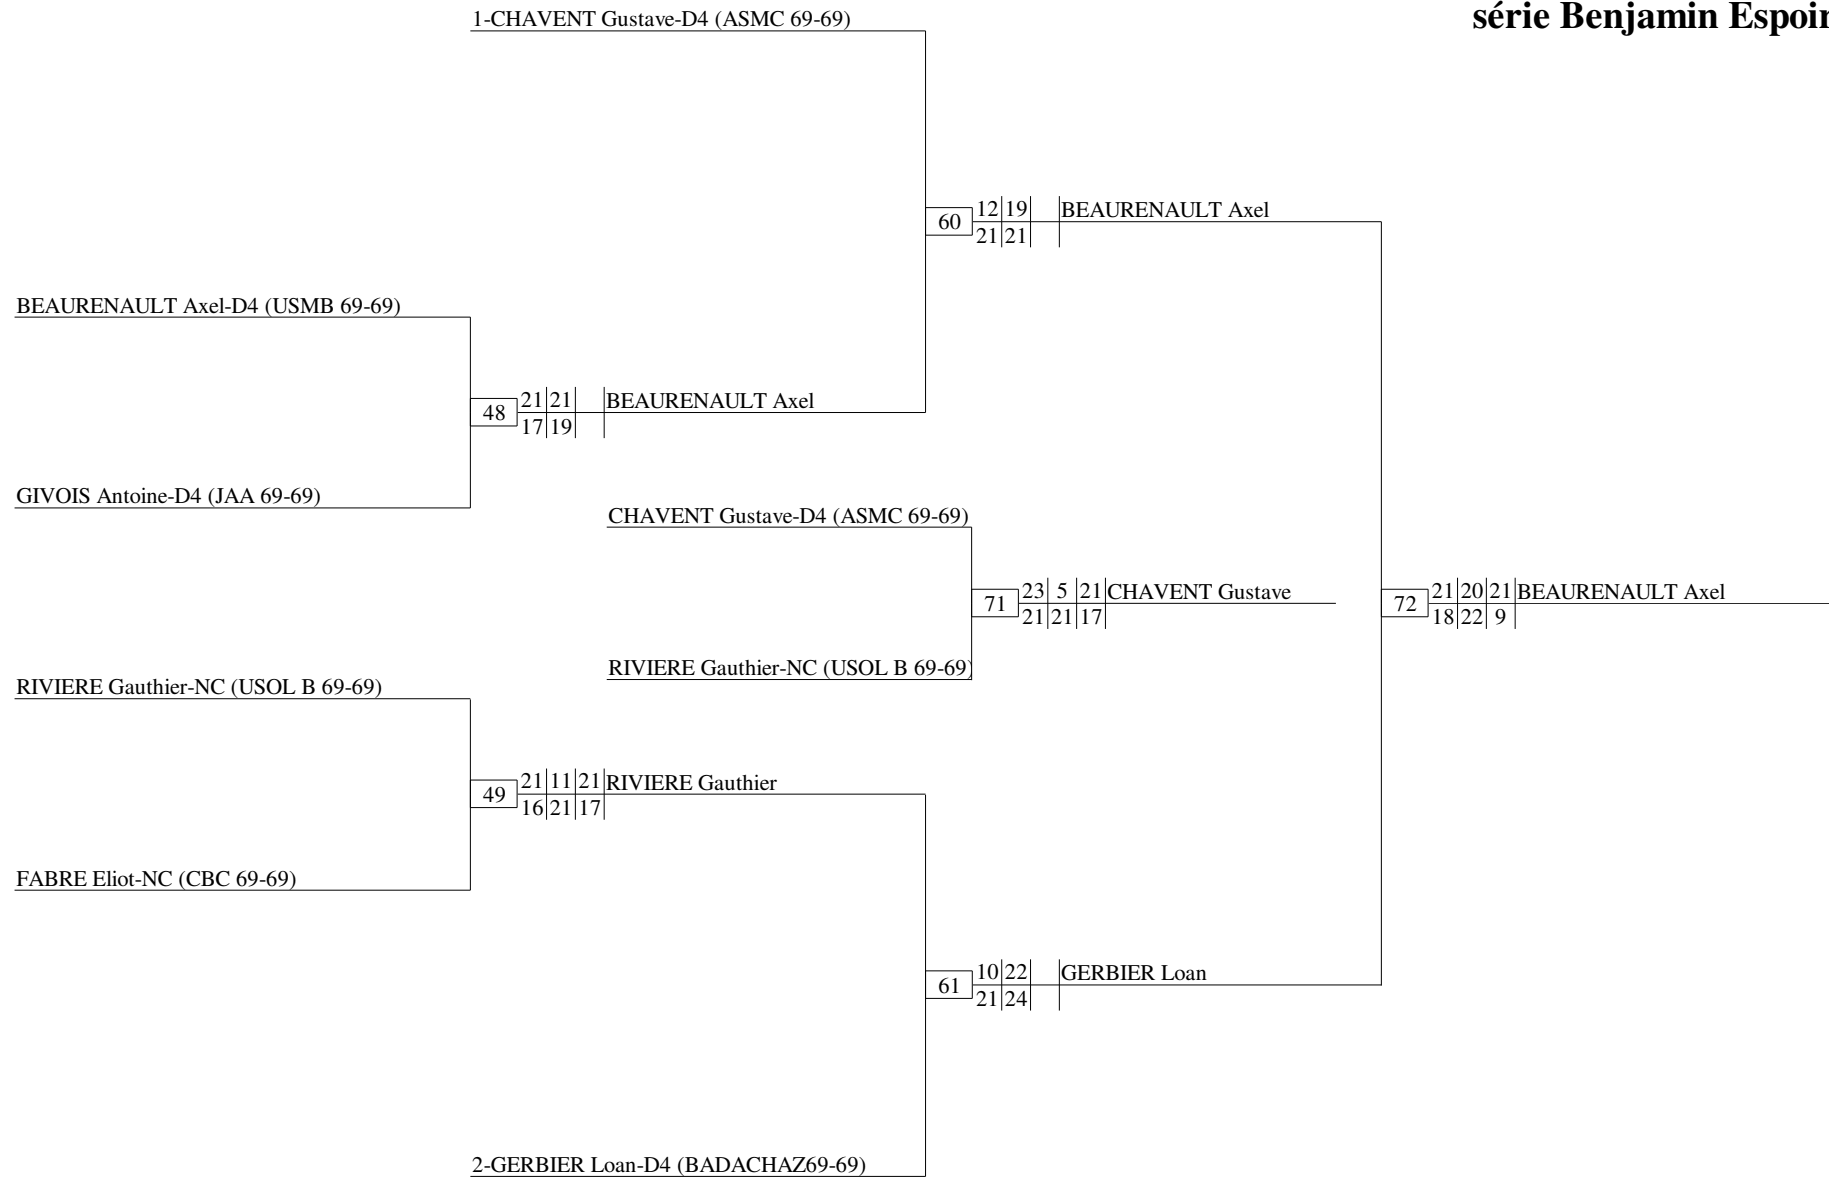 série Benjamin Espoir
1-CHAVENT Gustave-D4 (ASMC 69-69)
12 19 BEAURENAULT Axel
60
21 21
BEAURENAULT Axel-D4 (USMB 69-69)
21 21 BEAURENAULT Axel
48
17 19
GIVOIS Antoine-D4 (JAA 69-69)
CHAVENT Gustave-D4 (ASMC 69-69)
23 5 21 CHAVENT Gustave
71
21 21 17
21 20 21 BEAURENAULT Axel
72
18 22 9
RIVIERE Gauthier-NC (USOL B 69-69)
RIVIERE Gauthier-NC (USOL B 69-69)
21 11 21 RIVIERE Gauthier
49
16 21 17
FABRE Eliot-NC (CBC 69-69)
10 22 GERBIER Loan
61
21 24
2-GERBIER Loan-D4 (BADACHAZ69-69)